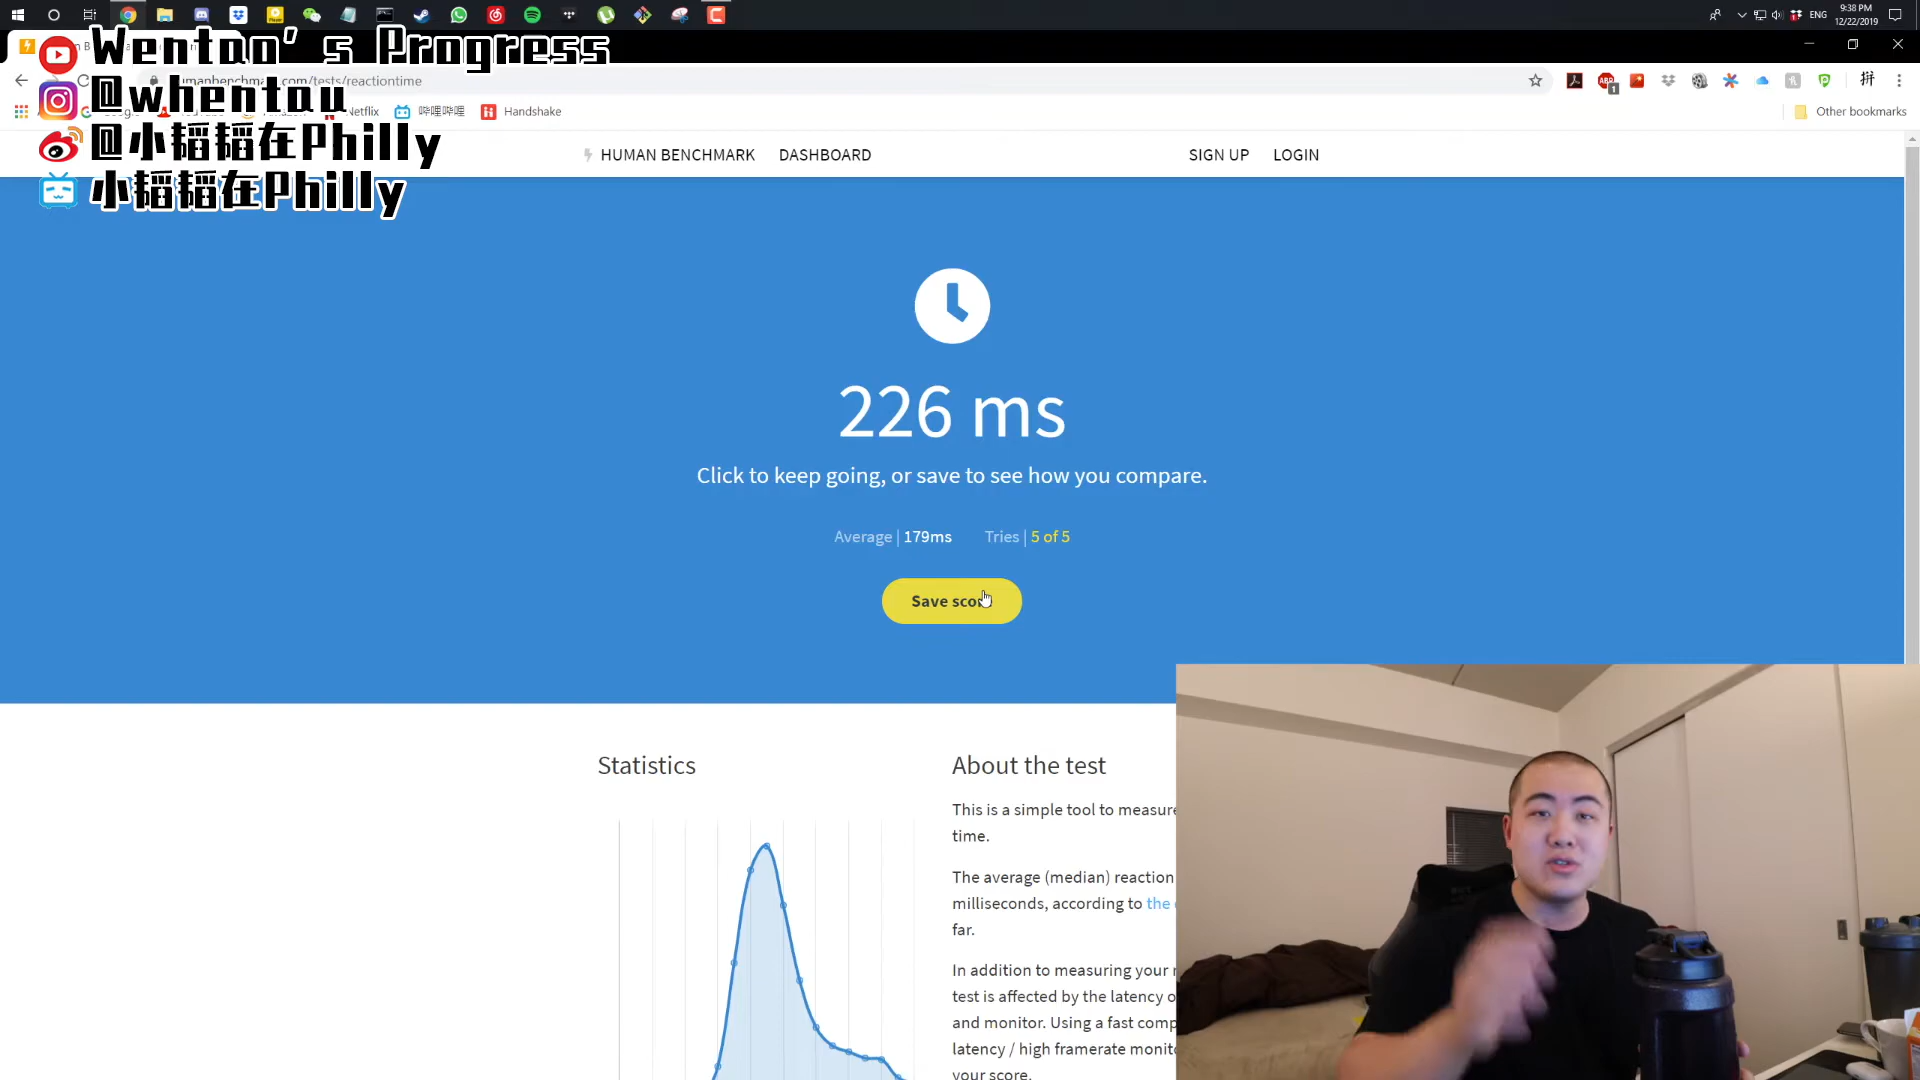 9:38 PM
ENG
12/22/2019
Wentao's Progress
humanbenchmark.com/tests/reactiontime
@whentau
Netflix
哔哩哔哩
Handshake
Other bookmarks
@小韬韬在Philly
HUMAN BENCHMARK
DASHBOARD
SIGN UP
LOGIN
小韬韬在Philly
226 ms
Click to keep going, or save to see how you compare.
Average | 179ms
Tries | 5 of 5
Save score
Statistics
About the test
This is a simple tool to measure
time.
The average (median) reaction
milliseconds, according to the
far.
In addition to measuring your
test is affected by the latency
and monitor. Using a fast
latency / high framerate
your score.